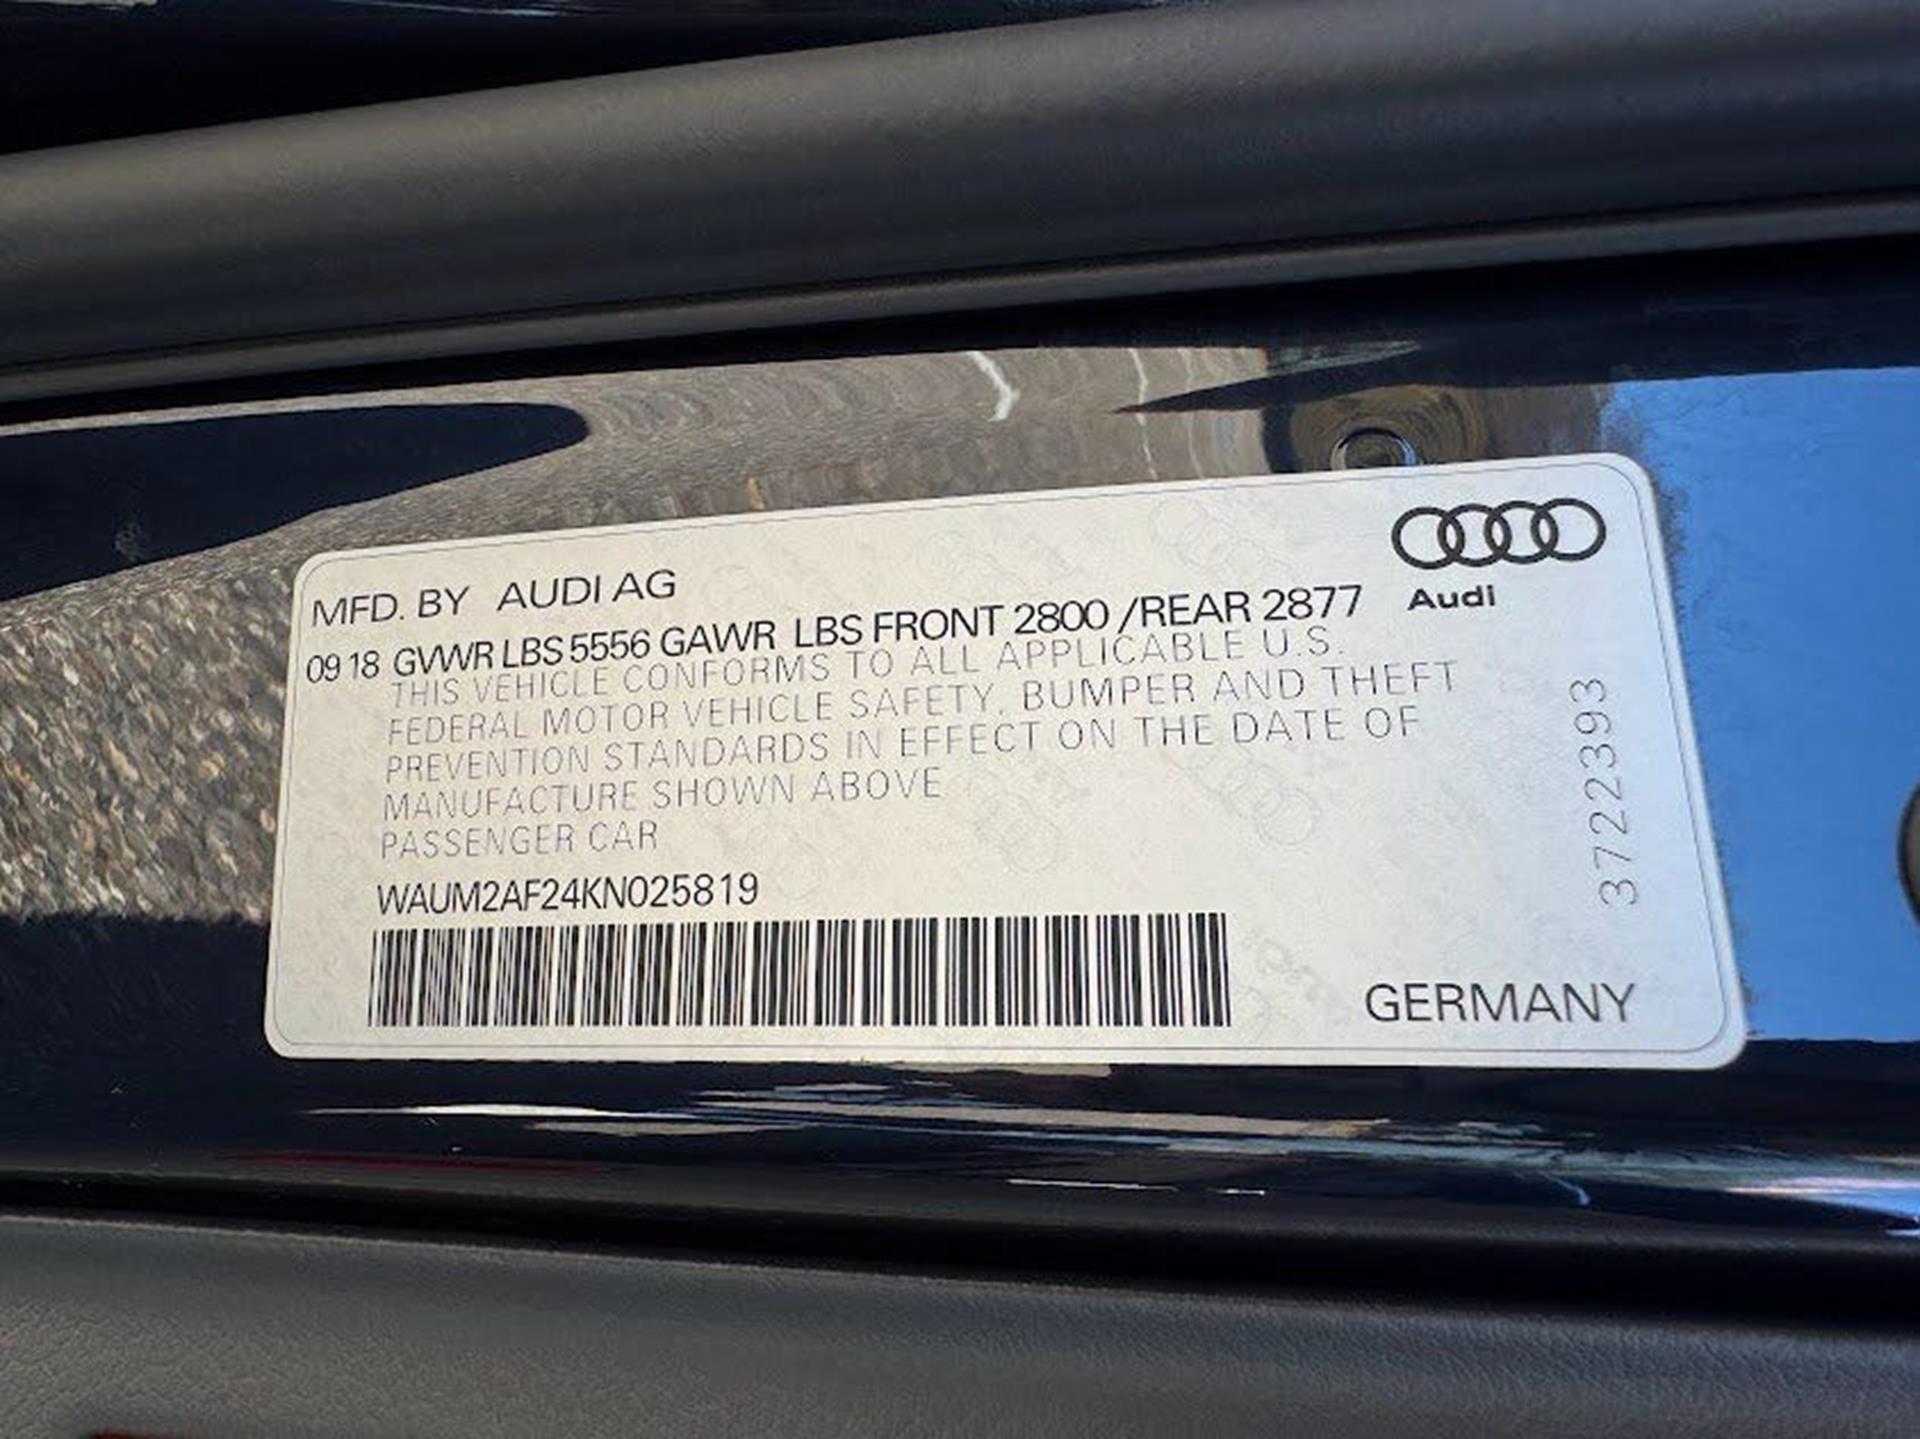 MFD. BY AUDI AG
09 18 GVWR LBS 5556 GAWR LBS FRONT 2800 /REAR 2877
THIS VEHICLE CONFORMS TO ALL APPLICABLE U.S.
FEDERAL MOTOR VEHICLE SAFETY, BUMPER AND THEFT
PREVENTION STANDARDS IN EFFECT ON THE DATE OF
MANUFACTURE SHOWN ABOVE
PASSENGER CAR
WAUM2AF24KN025819
Audi
3722393
GERMANY